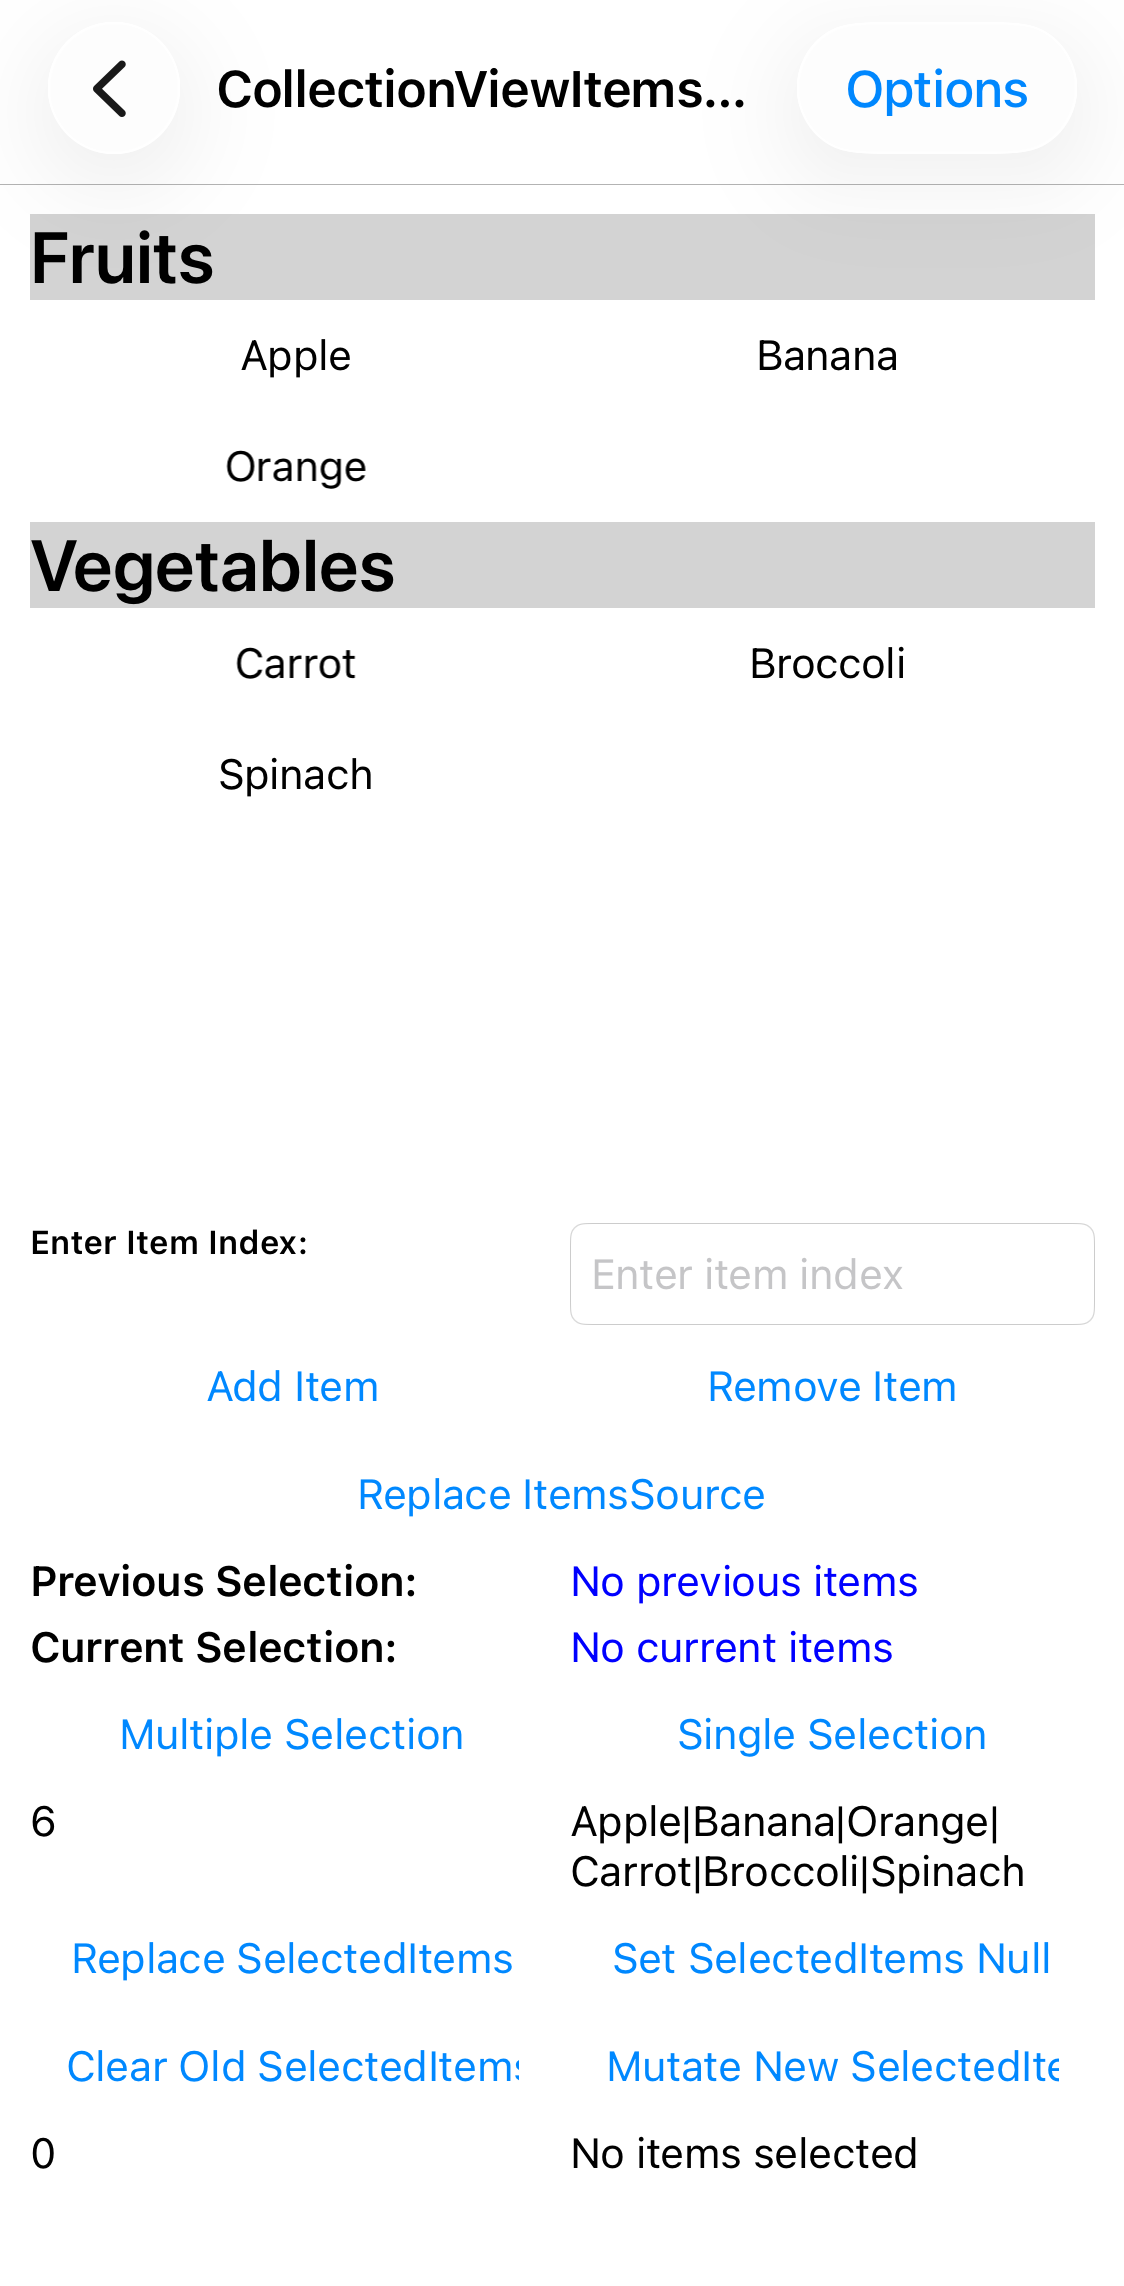 CollectionViewItems...
Options
Fruits
Apple
Banana
Orange
Vegetables
Carrot
Broccoli
Spinach
Enter Item Index:
Enter item index
Add Item
Remove Item
Replace ItemsSource
Previous Selection:
No previous items
Current Selection:
No current items
Multiple Selection
Single Selection
6
Apple|Banana|Orange|
Carrot|Broccoli|Spinach
Replace SelectedItems
Set SelectedItems Null
Clear Old SelectedItems
Mutate New SelectedIte
0
No items selected